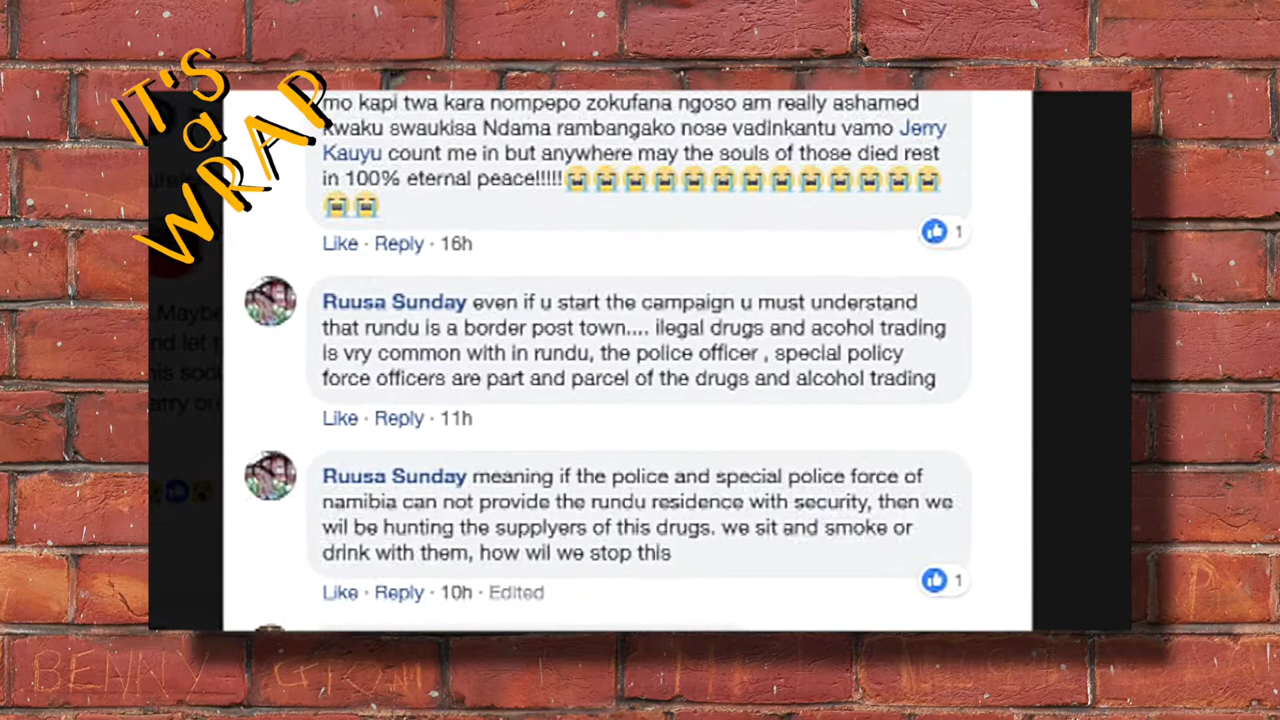 IT'S
a
WRAP
mo kapi twa kara nompepo zokufana ngoso am really ashamed
kwaku swaukisa Ndama rambangako nose vadinkantu vamo Jerry
Kauyu count me in but anywhere may the souls of those died rest
in 100% eternal peace!!!!!😭😭😭😭😭😭😭😭😭😭😭😭😭
😭😭
1
Like · Reply · 16h
Ruusa Sunday even if u start the campaign u must understand
that rundu is a border post town.... ilegal drugs and acohol trading
is vry common with in rundu, the police officer , special policy
force officers are part and parcel of the drugs and alcohol trading
Like · Reply · 11h
Ruusa Sunday meaning if the police and special police force of
namibia can not provide the rundu residence with security, then we
wil be hunting the supplyers of this drugs. we sit and smoke or
drink with them, how wil we stop this
1
Like · Reply · 10h · Edited
BENNY